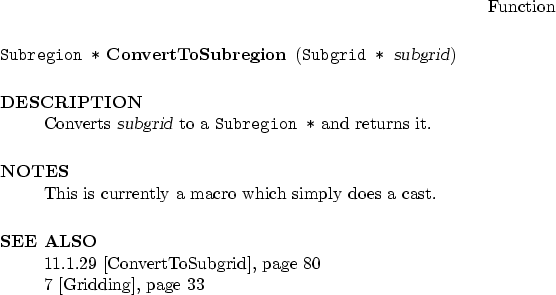 Function
Subregion * ConvertToSubregion (Subgrid * subgrid)
DESCRIPTION
Converts subgrid to a Subregion * and returns it.
NOTES
This is currently a macro which simply does a cast.
SEE ALSO
11.1.29 [ConvertToSubgrid], page 80
7 [Gridding], page 33